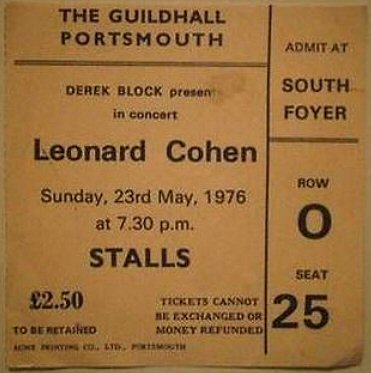 THE GUILDHALL
PORTSMOUTH
DEREK BLOCK presents
in concert
Leonard Cohen
Sunday, 23rd May, 1976
at 7.30 p.m.
STALLS
£2.50
TO BE RETAINED
TICKETS CANNOT
BE EXCHANGED OR
MONEY REFUNDED
ACME PRINTING CO., LTD., PORTSMOUTH
ADMIT AT
SOUTH
FOYER
ROW
O
SEAT
25